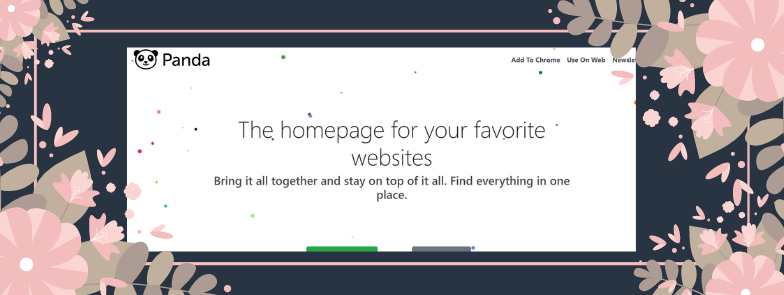 Panda
Add To Chrome Use On Web
The homepage for your favorite
websites
Bring it all together and stay on top of it all. Find everything in one
place.